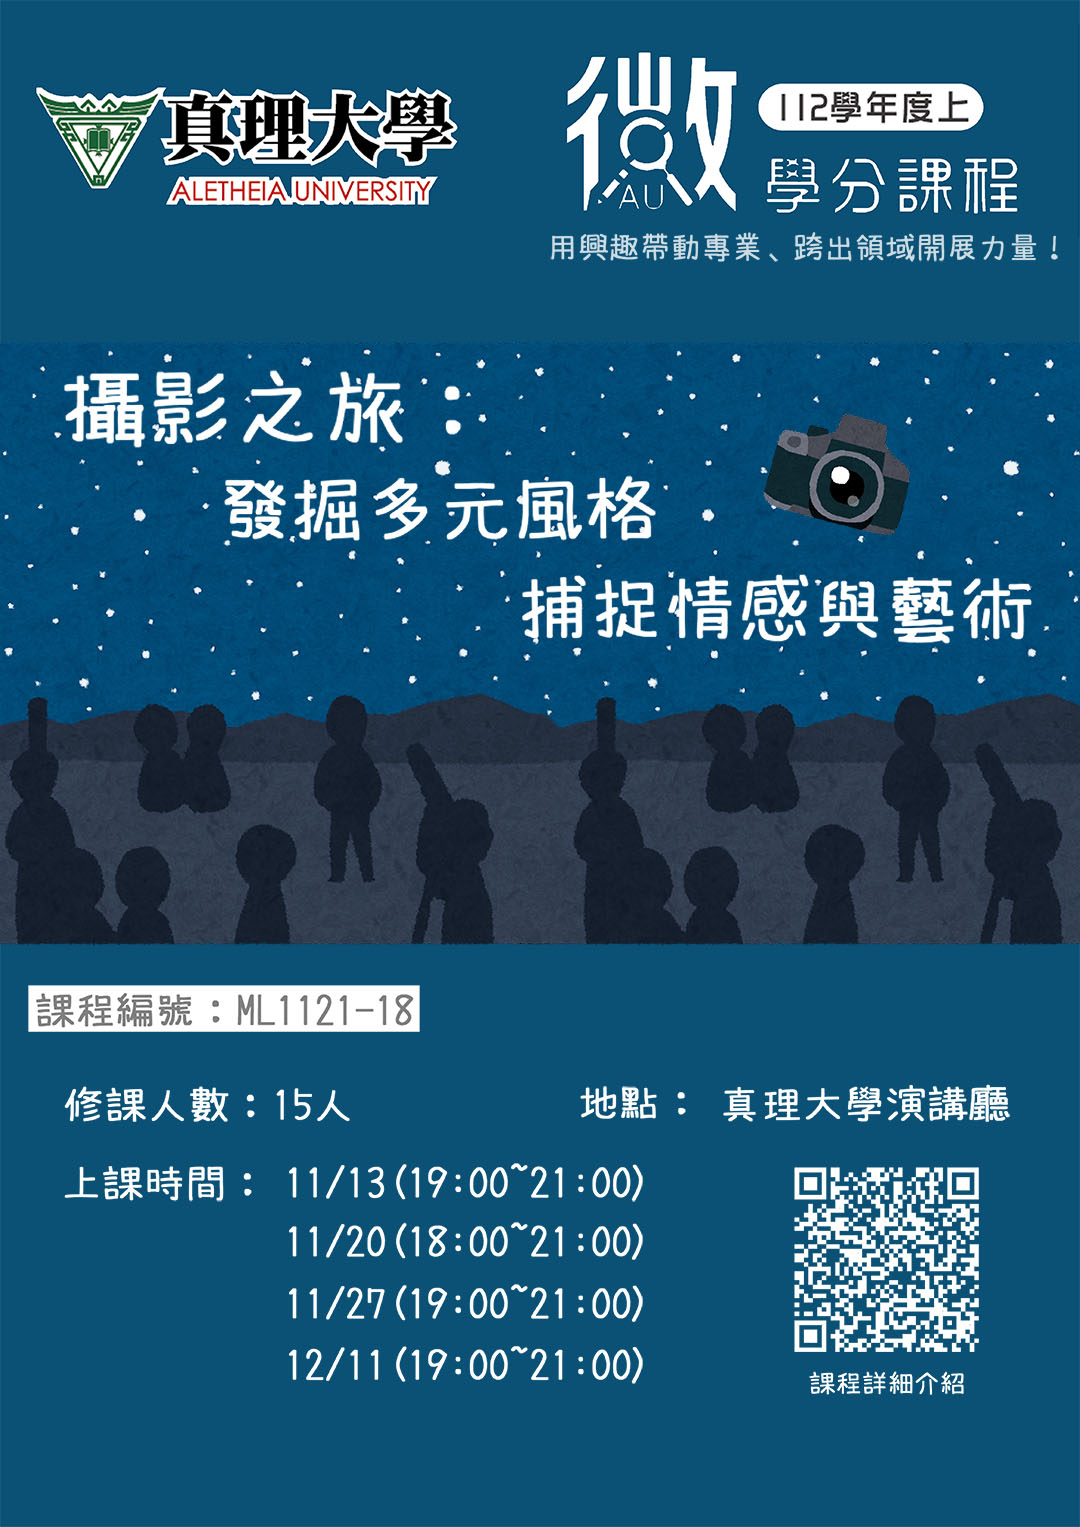 真理大學
ALETHEIA UNIVERSITY
微
AU
112學年度上
學分課程
用興趣帶動專業、跨出領域開展力量！
攝影之旅：
發掘多元風格
捕捉情感與藝術
課程編號：ML1121-18
修課人數：15人
地點： 真理大學演講廳
上課時間： 11/13(19:00~21:00)
11/20(18:00~21:00)
11/27(19:00~21:00)
12/11(19:00~21:00)
課程詳細介紹